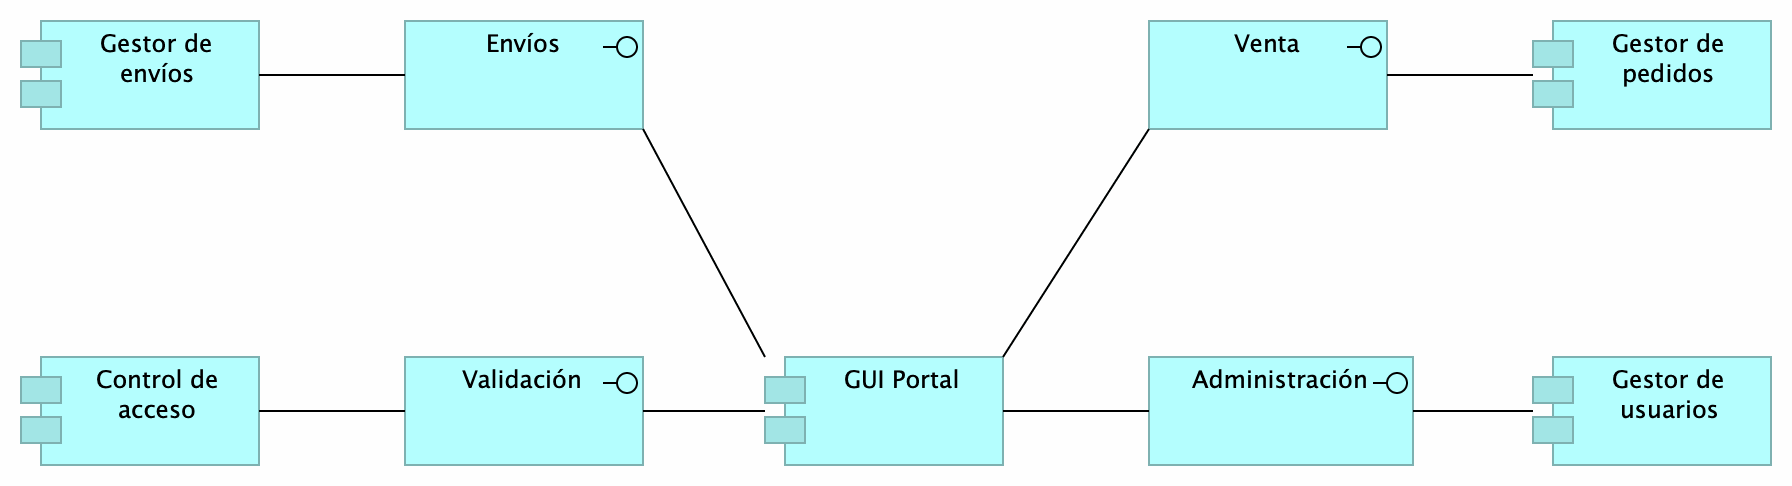 Gestor de
envíos
Envíos
Venta
Gestor de
pedidos
Control de
acceso
Validación
GUI Portal
Administración
Gestor de
usuarios